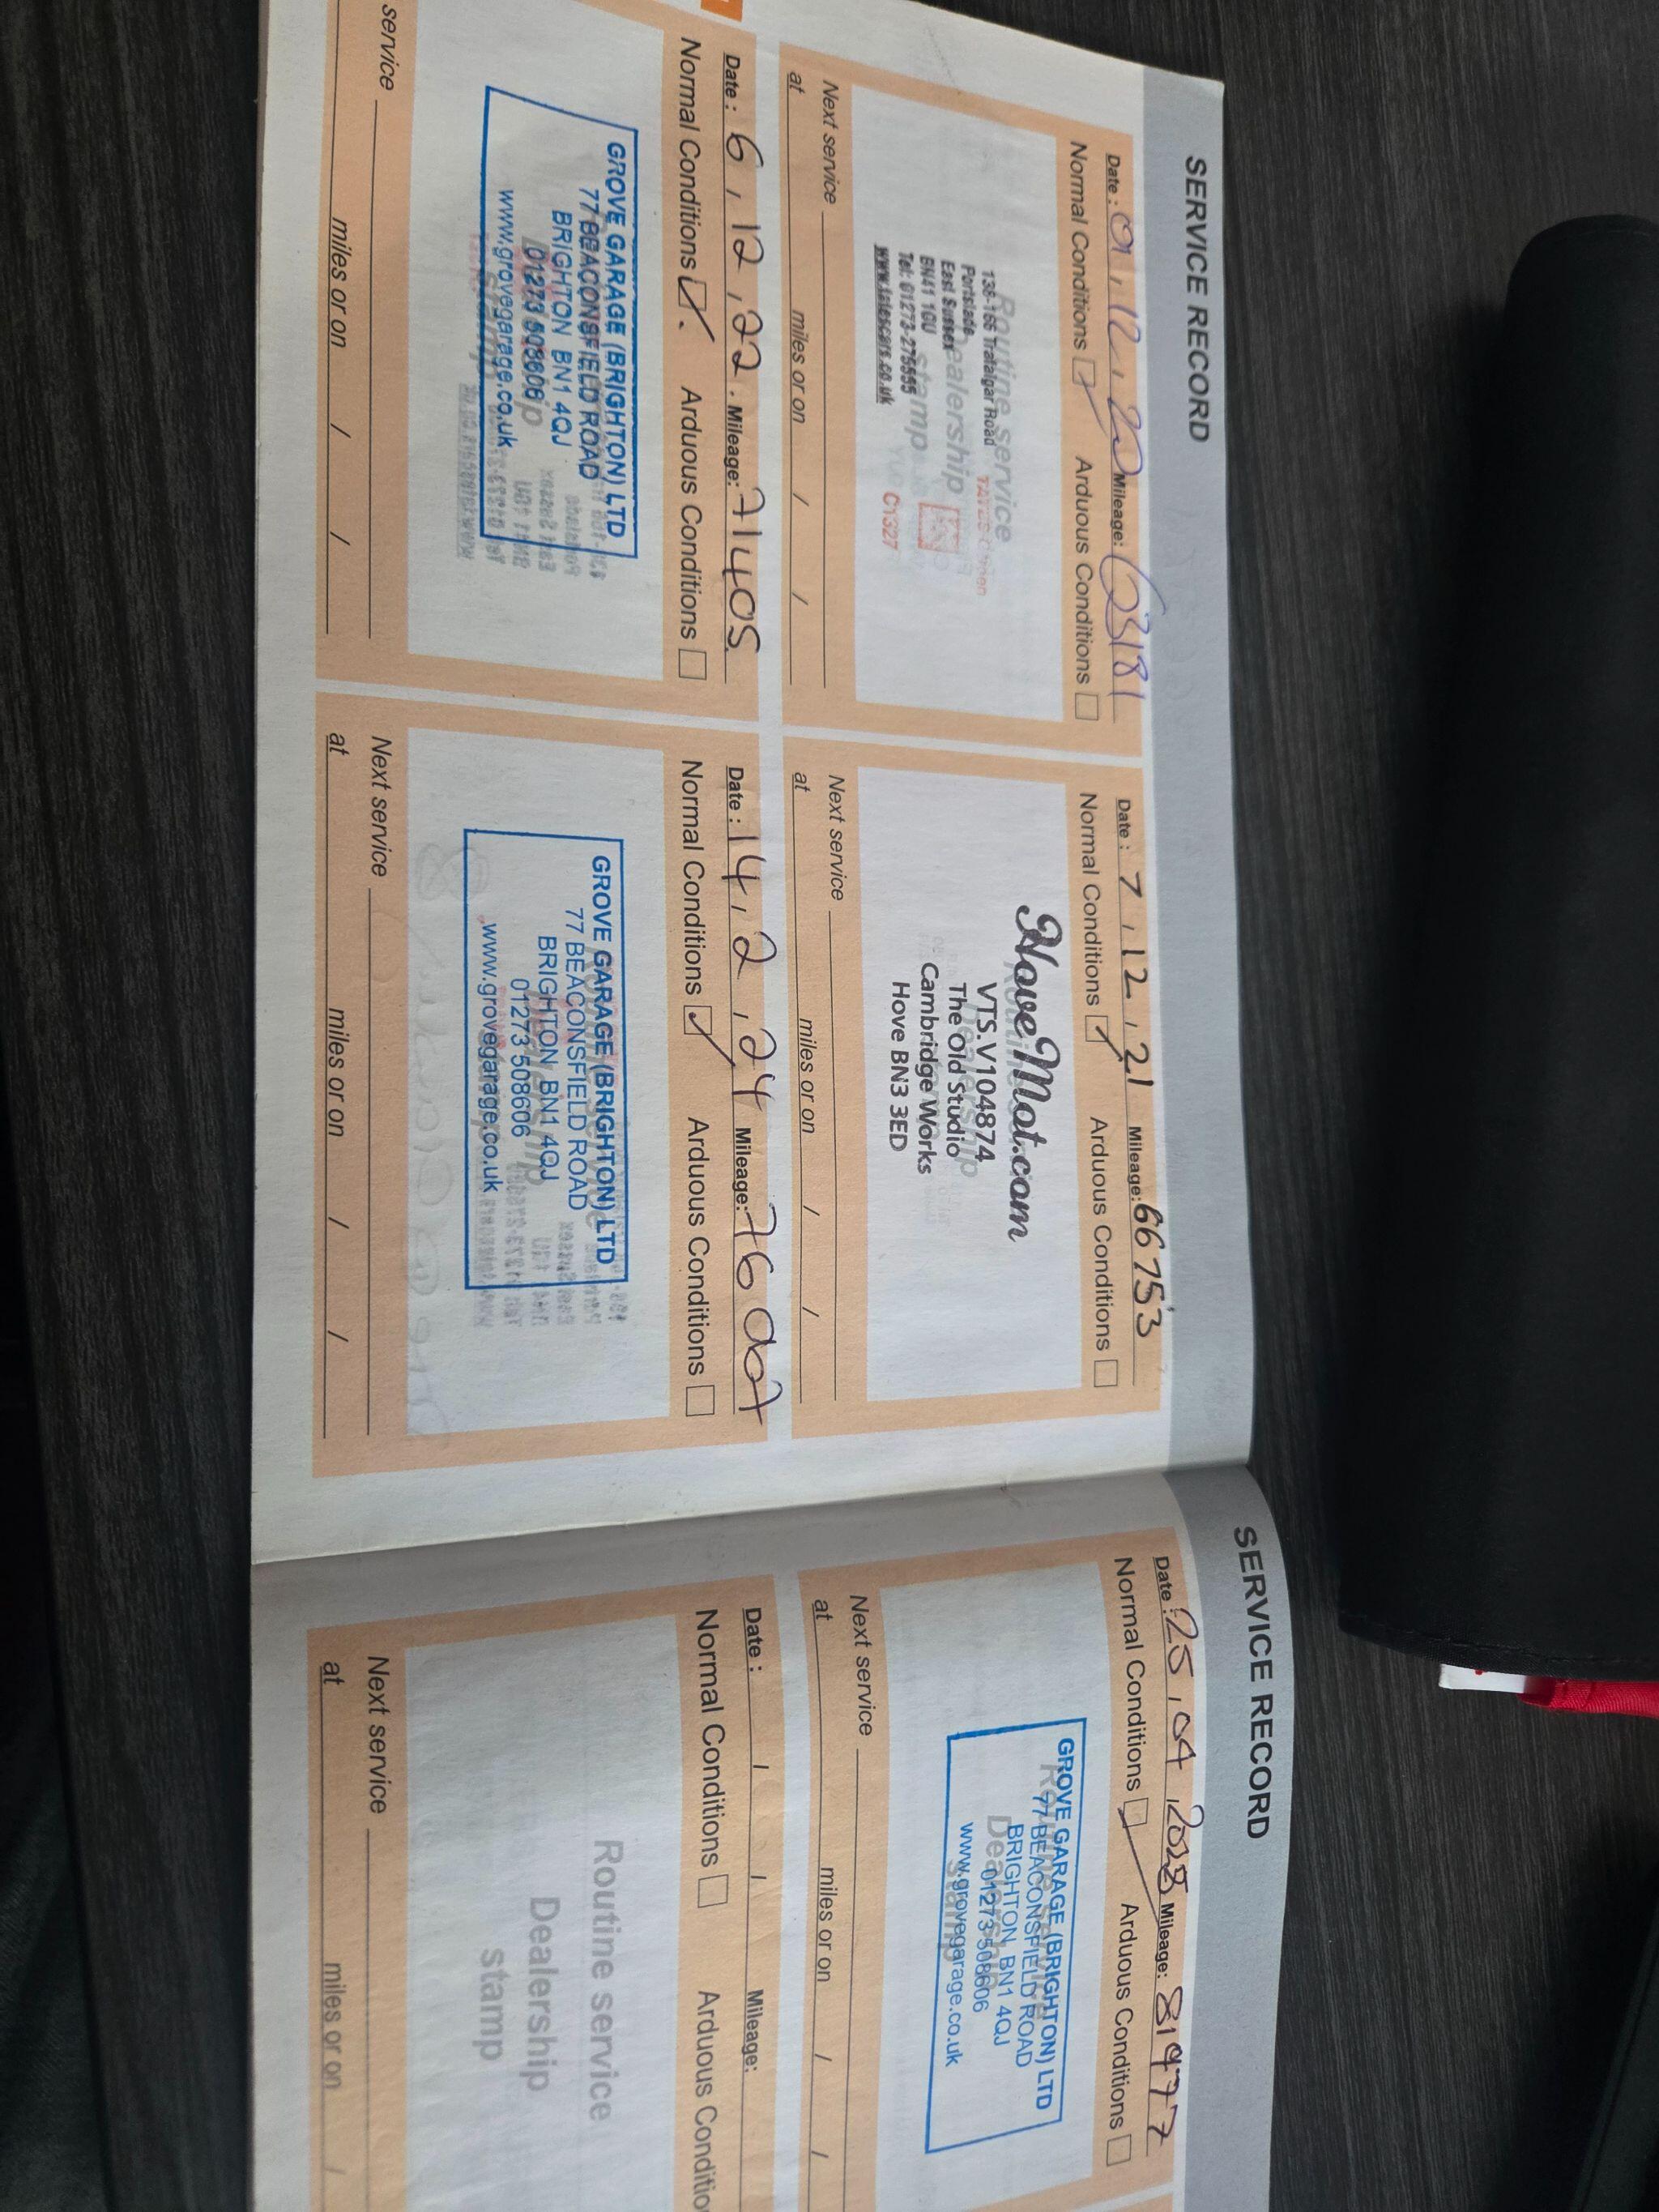 SERVICE RECORD
Date: 01, 12, 20 Mileage: 63181
Normal Conditions Arduous Conditions
Routine service
Dealership
stamp
136-166 Trafalgar Road
Portslade
East Sussex
BN41 1GU
Tel: 01273-275555
www.tatescars.co.uk
C1327
Next service
at miles or on / /
Date: 7, 12, 21 Mileage: 66753
Normal Conditions Arduous Conditions
HoveMot.com
VTS.V104874
The Old Studio
Cambridge Works
Hove BN3 3ED
Next service
at miles or on / /
Date: 6, 12, 22. Mileage: 71405
Normal Conditions Arduous Conditions
GROVE GARAGE (BRIGHTON) LTD
77 BEACONSFIELD ROAD
BRIGHTON BN1 4QJ
01273 508606
www.grovegarage.co.uk
service
miles or on / /
Date: 14, 2, 24 Mileage:
Normal Conditions Arduous Conditions
GROVE GARAGE (BRIGHTON) LTD
77 BEACONSFIELD ROAD
BRIGHTON BN1 4QJ
01273 508606
www.grovegarage.co.uk
Next service
at miles or on / /
SERVICE RECORD
Date: 25, 04, Mileage: 81977
Normal Conditions Arduous Conditions
GROVE GARAGE (BRIGHTON) LTD
77 BEACONSFIELD ROAD
BRIGHTON BN1 4QJ
01273 508606
www.grovegarage.co.uk
Next service
at miles or on / /
Date: / / Mileage:
Normal Conditions Arduous Conditio
Routine service
Dealership
stamp
Next service
at miles or on /